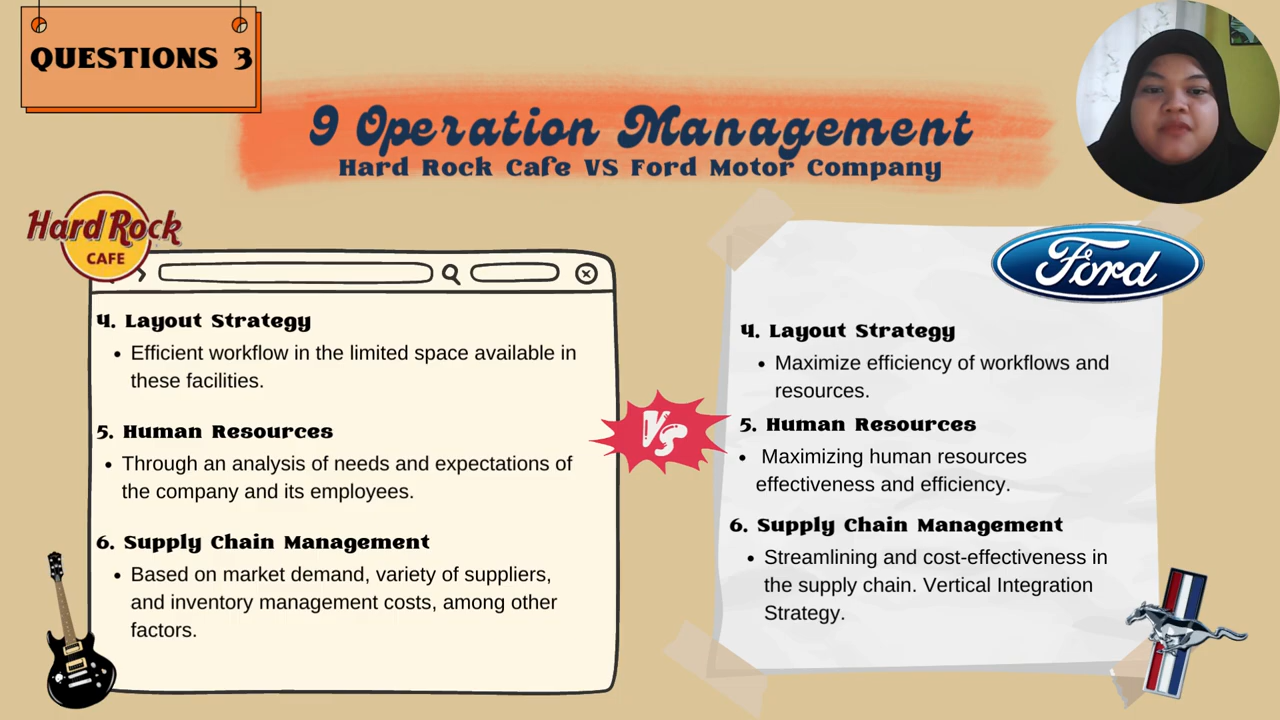 QUESTIONS 3
9 Operation Management
Hard Rock Cafe VS Ford Motor Company
Hard Rock
CAFE
4. Layout Strategy
• Efficient workflow in the limited space available in
these facilities.
5. Human Resources
• Through an analysis of needs and expectations of
the company and its employees.
6. Supply Chain Management
• Based on market demand, variety of suppliers,
and inventory management costs, among other
factors.
VS
Ford
4. Layout Strategy
• Maximize efficiency of workflows and
resources.
5. Human Resources
• Maximizing human resources
effectiveness and efficiency.
6. Supply Chain Management
• Streamlining and cost-effectiveness in
the supply chain. Vertical Integration
Strategy.